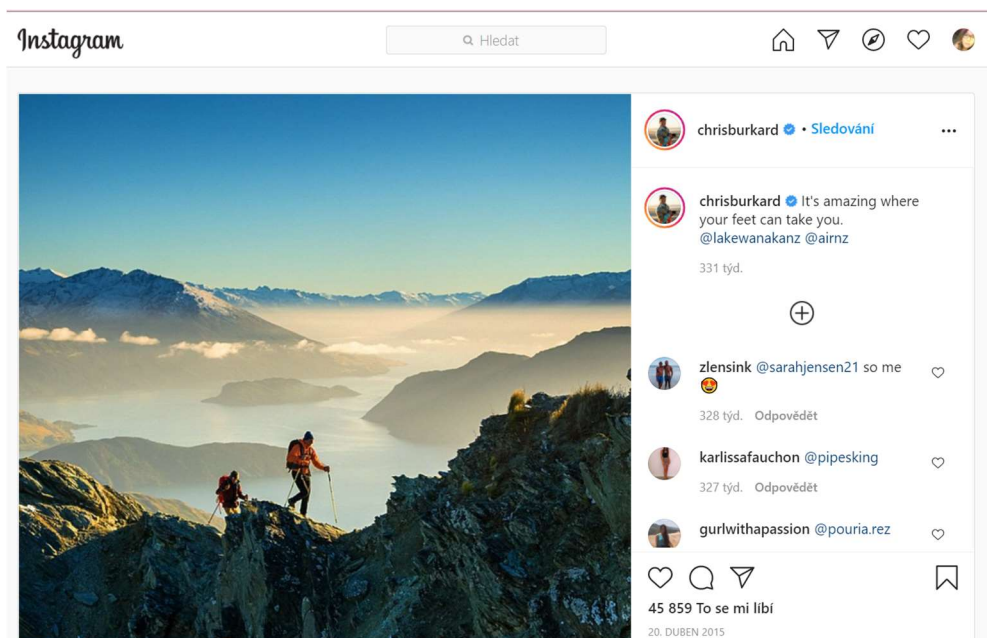 Instagram
Hledat
chrisburkard • Sledování
chrisburkard It's amazing where
your feet can take you.
@lakewanakanz @airnz
331 týd.
zlensink @sarahjensen21 so me
😍
328 týd. Odpovědět
karlissafauchon @pipesking
327 týd. Odpovědět
gurlwithapassion @pouria.rez
45 859 To se mi líbí
20. DUBEN 2015